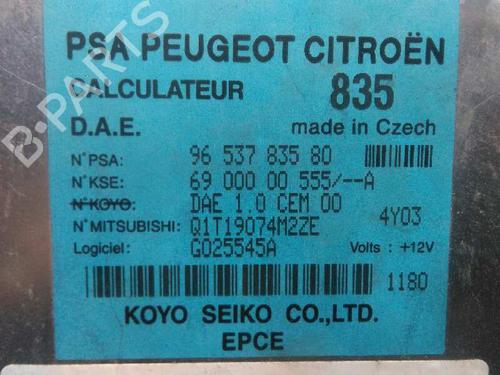 PSA PEUGEOT CITROËN
CALCULATEUR 835
D.A.E. made in Czech
N°PSA: 96 537 835 80
N°KSE: 69 000 00 555/--A
N°KOYO: DAE 1.0 CEM 00
N°MITSUBISHI: Q1T19074M2ZE 4Y03
Logiciel: G025545A Volts : +12V
1180
KOYO SEIKO CO.,LTD.
EPCE
B-PARTS